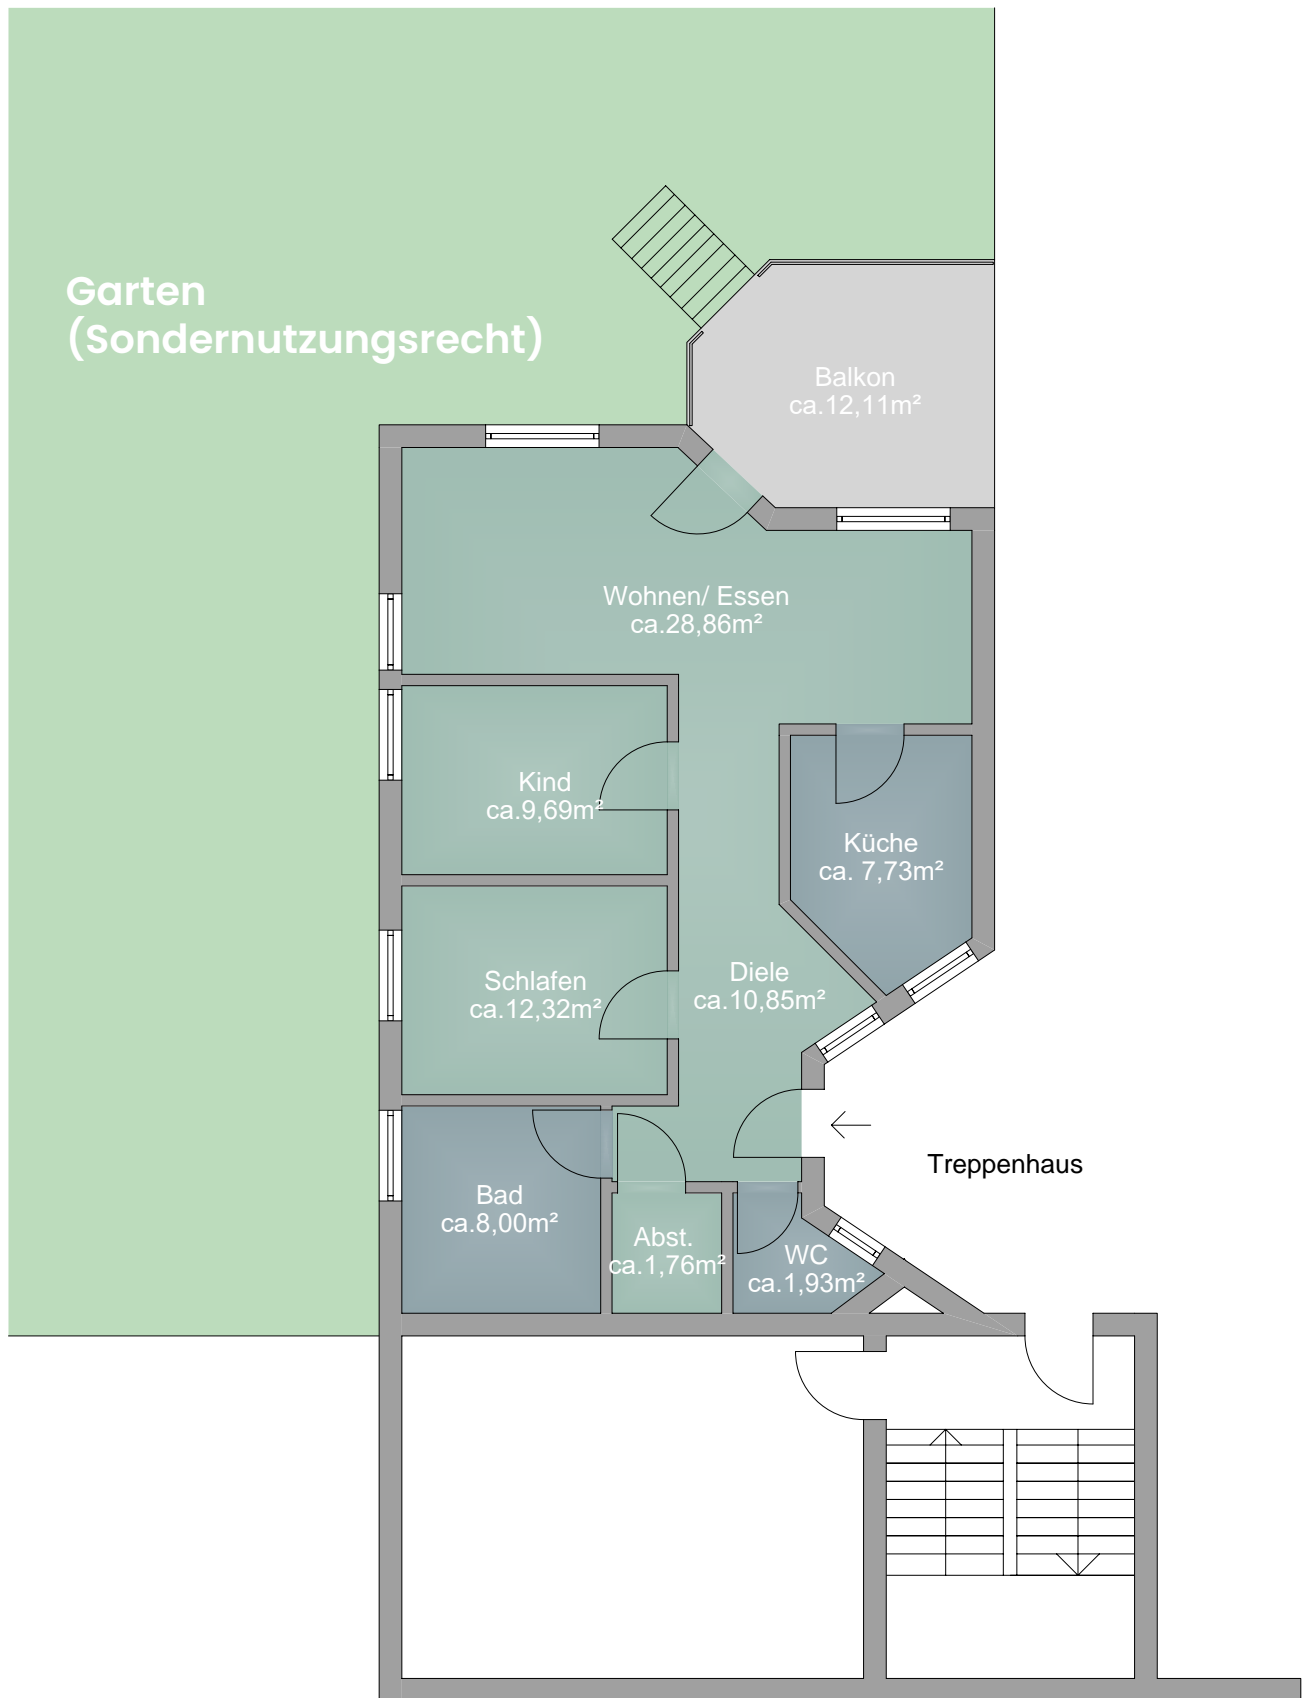 Garten
(Sondernutzungsrecht)
Balkon
ca.12,11m²
Wohnen/ Essen
ca.28,86m²
Kind
ca.9,69m²
Küche
ca. 7,73m²
Schlafen
ca.12,32m²
Diele
ca.10,85m²
Treppenhaus
Bad
ca.8,00m²
Abst.
ca.1,76m²
WC
ca.1,93m²